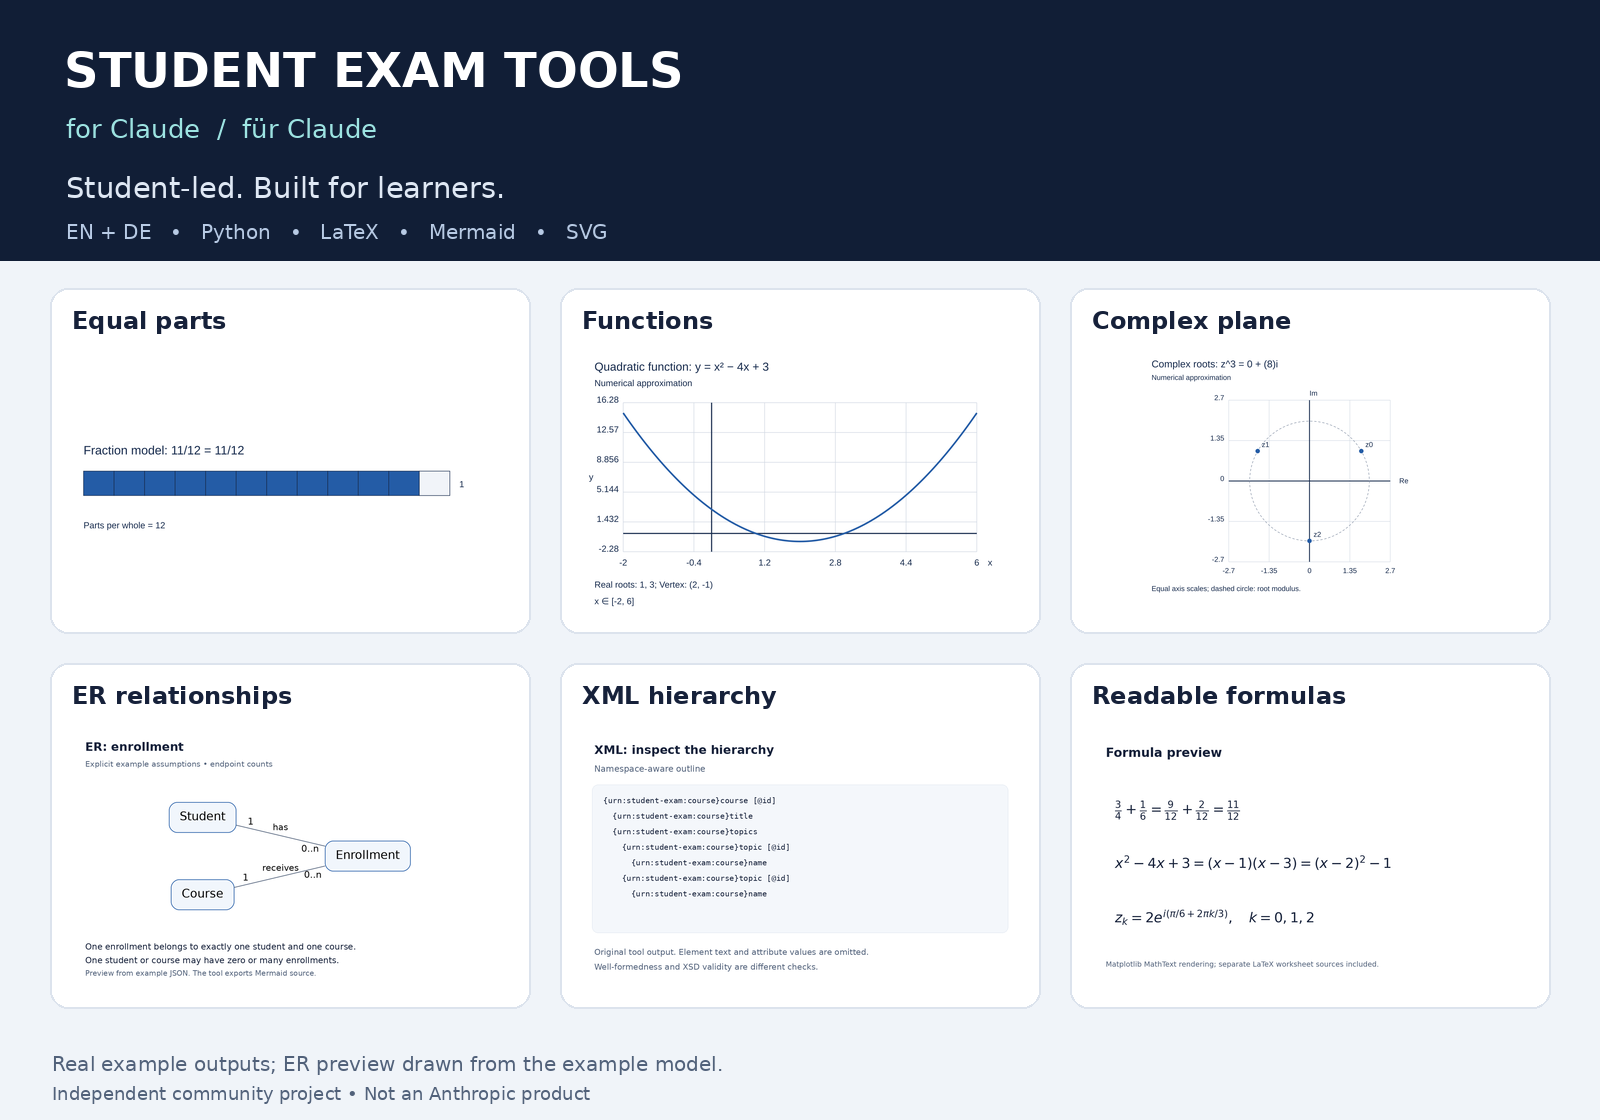 STUDENT EXAM TOOLS
for Claude / für Claude
Student-led. Built for learners.
EN + DE • Python • LaTeX • Mermaid • SVG
Equal parts
Fraction model: 11/12 = 11/12
1
Parts per whole = 12
Functions
Quadratic function: y = x² − 4x + 3
Numerical approximation
16.28
12.57
8.856
y
5.144
1.432
-2.28
-2 -0.4 1.2 2.8 4.4 6 x
Real roots: 1, 3; Vertex: (2, -1)
x ∈ [-2, 6]
Complex plane
Complex roots: z^3 = 0 + (8)i
Numerical approximation
Im
2.7
1.35
z1 z0
0 Re
-1.35
z2
-2.7
-2.7 -1.35 0 1.35 2.7
Equal axis scales; dashed circle: root modulus.
ER relationships
ER: enrollment
Explicit example assumptions • endpoint counts
Student
1 has
0..n
Enrollment
receives
0..n
1
Course
One enrollment belongs to exactly one student and one course.
One student or course may have zero or many enrollments.
Preview from example JSON. The tool exports Mermaid source.
XML hierarchy
XML: inspect the hierarchy
Namespace-aware outline
{urn:student-exam:course}course [@id]
{urn:student-exam:course}title
{urn:student-exam:course}topics
{urn:student-exam:course}topic [@id]
{urn:student-exam:course}name
{urn:student-exam:course}topic [@id]
{urn:student-exam:course}name
Original tool output. Element text and attribute values are omitted.
Well-formedness and XSD validity are different checks.
Readable formulas
Formula preview
3/4 + 1/6 = 9/12 + 2/12 = 11/12
x² − 4x + 3 = (x − 1)(x − 3) = (x − 2)² − 1
z_k = 2e^{i(π/6 + 2πk/3)}, k = 0, 1, 2
Matplotlib MathText rendering; separate LaTeX worksheet sources included.
Real example outputs; ER preview drawn from the example model.
Independent community project • Not an Anthropic product